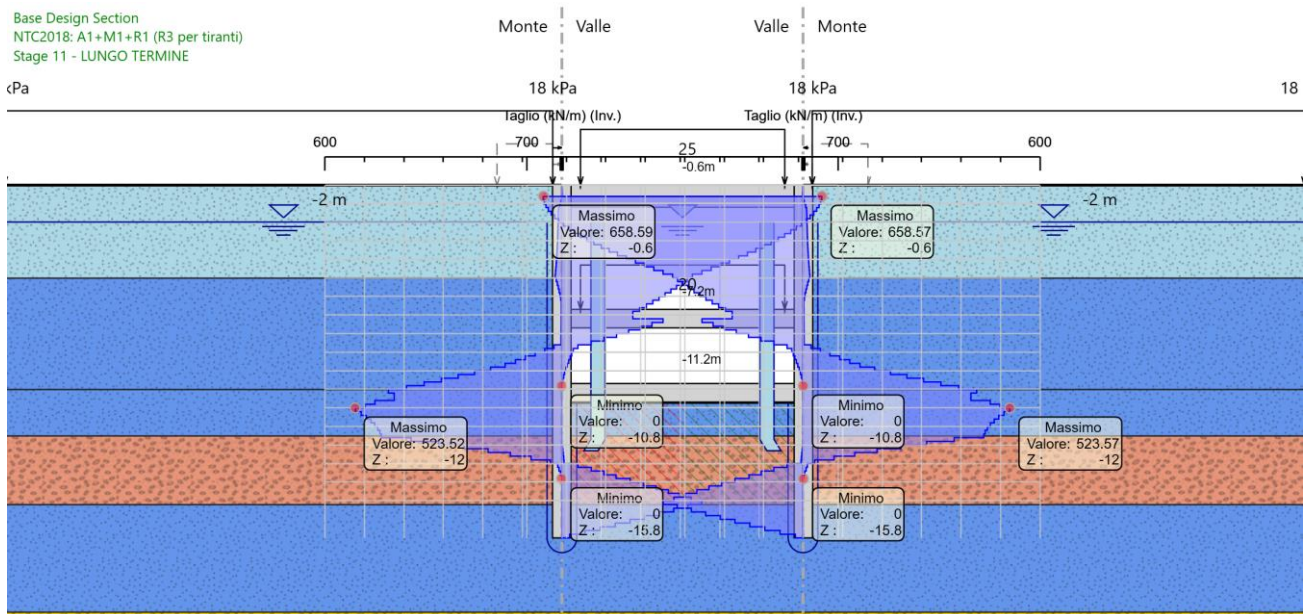 Base Design Section
NTC2018: A1+M1+R1 (R3 per tiranti)
Stage 11 - LUNGO TERMINE
Monte Valle Valle Monte
kPa 18 kPa 18 kPa 18
Taglio (kN/m) (Inv.) Taglio (kN/m) (Inv.)
600 700 25 700 600
-0.6m
-2 m -2 m
Massimo
Valore: 658.59
Z : -0.6
Massimo
Valore: 658.57
Z : -0.6
-7.2m
-11.2m
Minimo
Valore: 0
Z : -10.8
Minimo
Valore: 0
Z : -10.8
Massimo
Valore: 523.52
Z : -12
Massimo
Valore: 523.57
Z : -12
Minimo
Valore: 0
Z : -15.8
Minimo
Valore: 0
Z : -15.8